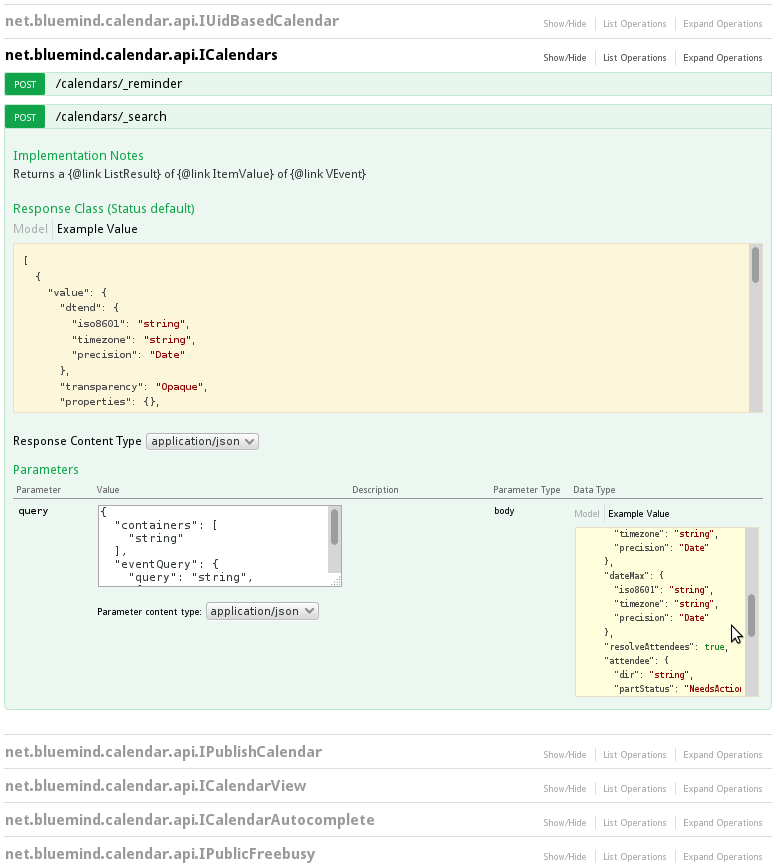 net.bluemind.calendar.api.IUidBasedCalendar Show/Hide List Operations Expand Operations
net.bluemind.calendar.api.ICalendars Show/Hide List Operations Expand Operations
POST /calendars/_reminder
POST /calendars/_search
Implementation Notes
Returns a {@link ListResult} of {@link ItemValue} of {@link VEvent}
Response Class (Status default)
Model Example Value
[
{
"value": {
"dtend": {
"iso8601": "string",
"timezone": "string",
"precision": "Date"
},
"transparency": "Opaque",
"properties": {},
Response Content Type application/json
Parameters
Parameter Value Description Parameter Type Data Type
query
{
"containers": [
"string"
],
"eventQuery": {
"query": "string",
Parameter content type: application/json
body
Model Example Value
"timezone": "string",
"precision": "Date"
},
"dateMax": {
"iso8601": "string",
"timezone": "string",
"precision": "Date"
},
"resolveAttendees": true,
"attendee": {
"dir": "string",
"partStatus": "NeedsAction
net.bluemind.calendar.api.IPublishCalendar Show/Hide List Operations Expand Operations
net.bluemind.calendar.api.ICalendarView Show/Hide List Operations Expand Operations
net.bluemind.calendar.api.ICalendarAutocomplete Show/Hide List Operations Expand Operations
net.bluemind.calendar.api.IPublicFreebusy Show/Hide List Operations Expand Operations